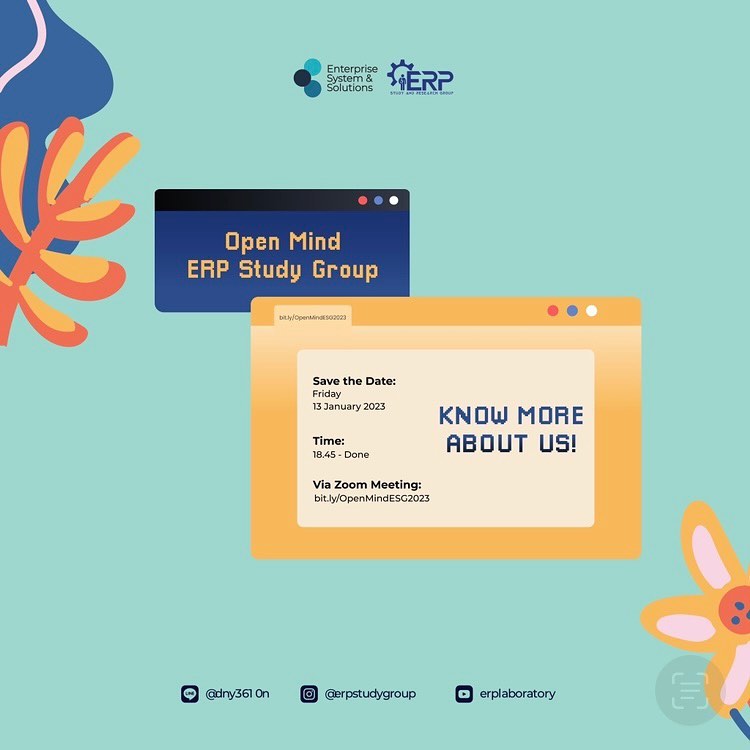 Enterprise
System &
Solutions
ERP
STUDY AND RESEARCH GROUP
Open Mind
ERP Study Group
bit.ly/OpenMindESG2023
Save the Date:
Friday
13 January 2023
Time:
18.45 - Done
Via Zoom Meeting:
bit.ly/OpenMindESG2023
KNOW MORE
ABOUT US!
LINE
@dny361 0n
@erpstudygroup
erplaboratory